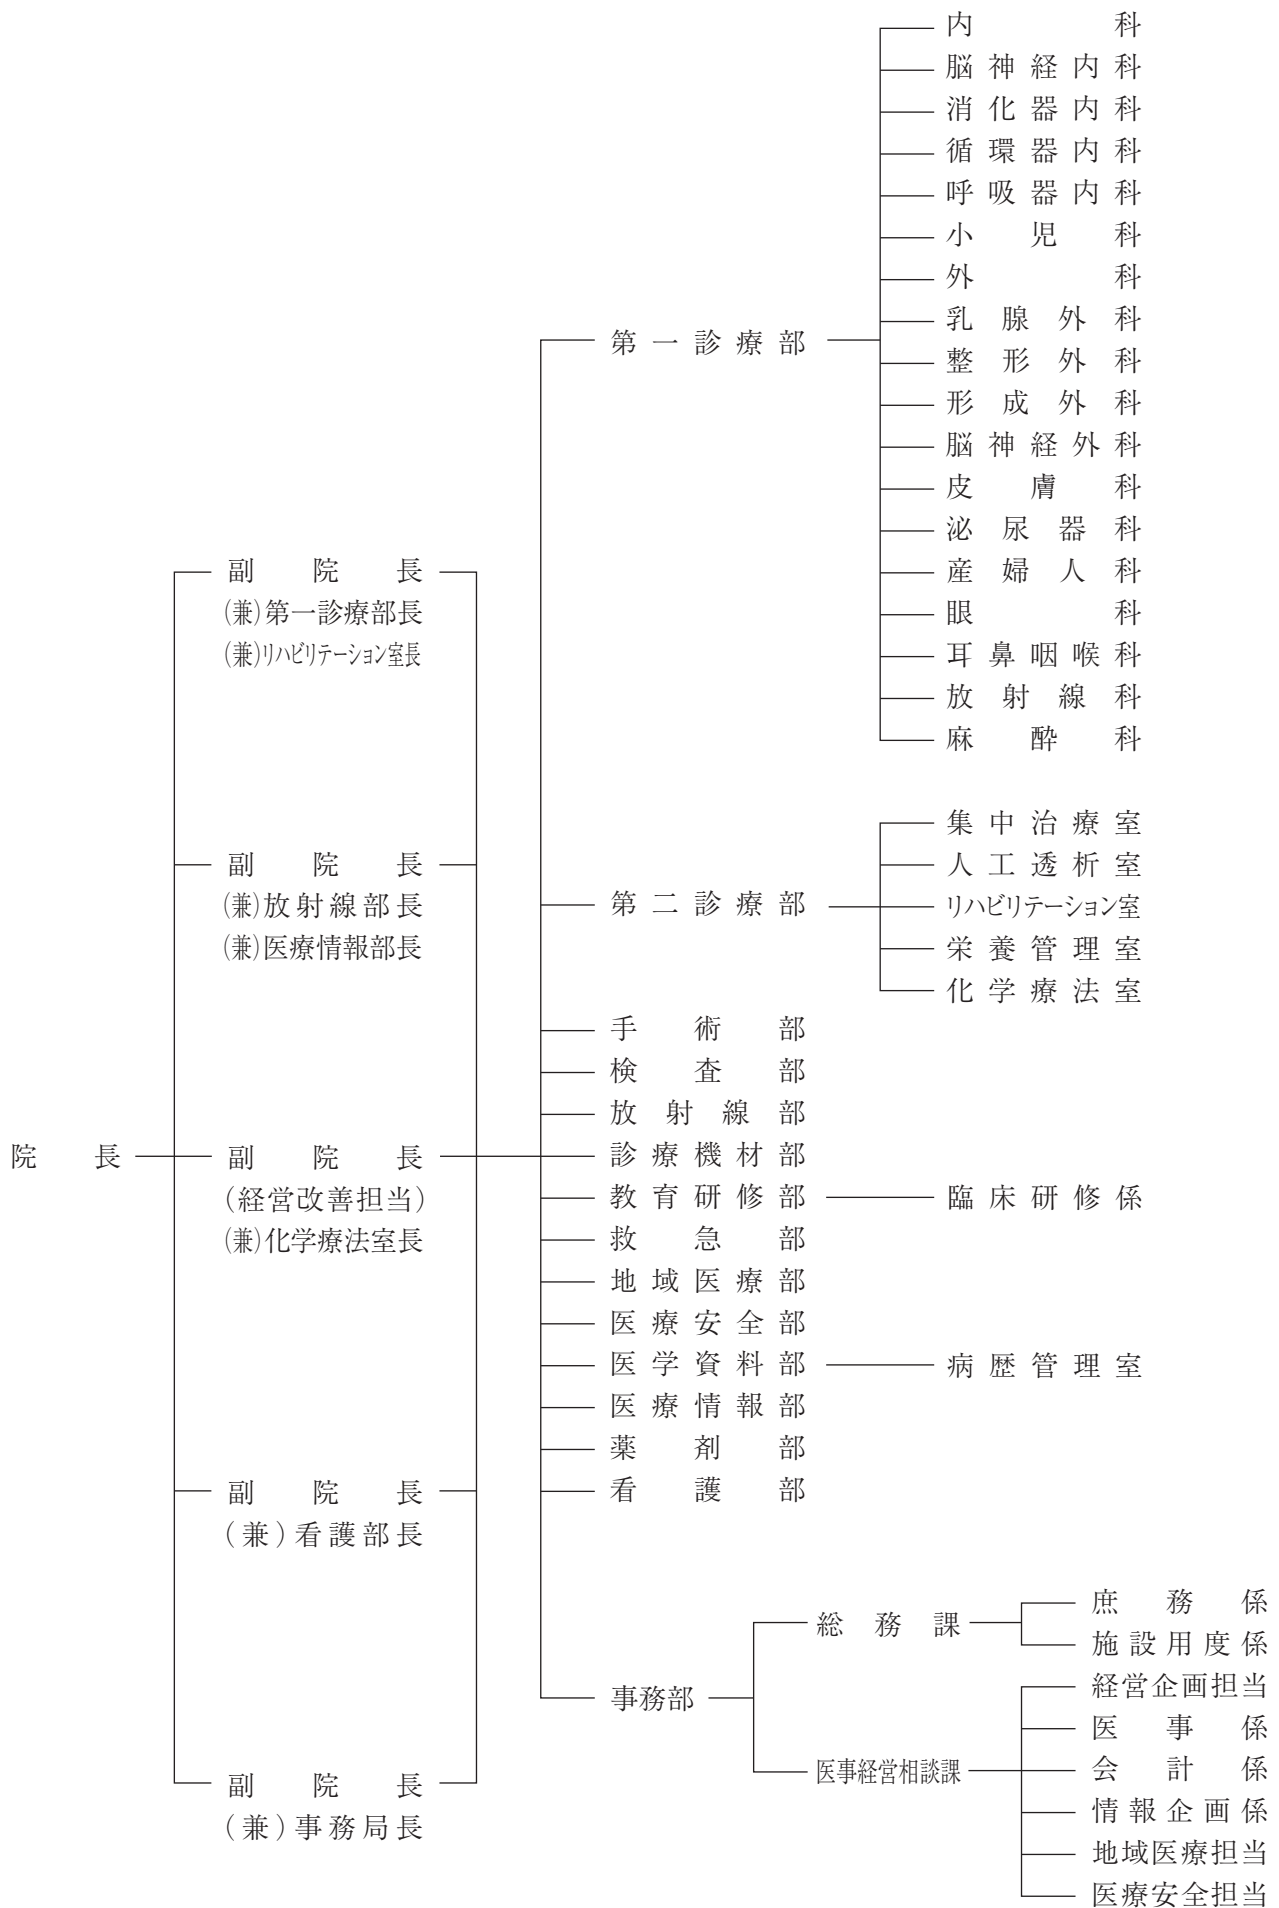 院長
副院長
(兼)第一診療部長
(兼)リハビリテーション室長
副院長
(兼)放射線部長
(兼)医療情報部長
副院長
(経営改善担当)
(兼)化学療法室長
副院長
(兼)看護部長
副院長
(兼)事務局長
第一診療部
内科
脳神経内科
消化器内科
循環器内科
呼吸器内科
小児科
外科
乳腺外科
整形外科
形成外科
脳神経外科
皮膚科
泌尿器科
産婦人科
眼科
耳鼻咽喉科
放射線科
麻酔科
第二診療部
集中治療室
人工透析室
リハビリテーション室
栄養管理室
化学療法室
手術部
検査部
放射線部
診療機材部
教育研修部
臨床研修係
救急部
地域医療部
医療安全部
医学資料部
病歴管理室
医療情報部
薬剤部
看護部
事務部
総務課
庶務係
施設用度係
医事経営相談課
経営企画担当
医事係
会計係
情報企画係
地域医療担当
医療安全担当